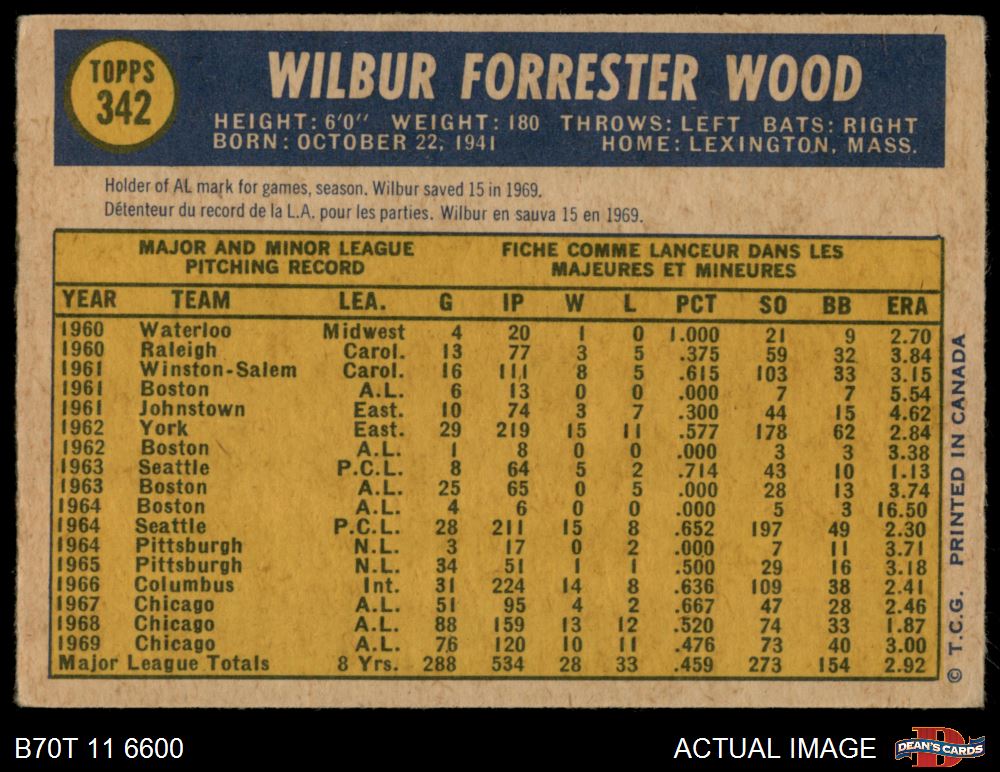 TOPPS
342
WILBUR FORRESTER WOOD
HEIGHT: 6'0" WEIGHT: 180 THROWS: LEFT BATS: RIGHT
BORN: OCTOBER 22, 1941 HOME: LEXINGTON, MASS.
Holder of AL mark for games, season. Wilbur saved 15 in 1969.
Détenteur du record de la L.A. pour les parties. Wilbur en sauva 15 en 1969.
MAJOR AND MINOR LEAGUE FICHE COMME LANCEUR DANS LES
PITCHING RECORD MAJEURES ET MINEURES
YEAR TEAM LEA. G IP W L PCT SO BB ERA
1960 Waterloo Midwest 4 20 1 0 1.000 21 9 2.70
1960 Raleigh Carol. 13 77 3 5 .375 59 32 3.84
1961 Winston-Salem Carol. 16 111 8 5 .615 103 33 3.15
1961 Boston A.L. 6 13 0 0 .000 7 7 5.54
1961 Johnstown East. 10 74 3 7 .300 44 15 4.62
1962 York East. 29 219 15 11 .577 178 62 2.84
1962 Boston A.L. 1 8 0 0 .000 3 3 3.38
1963 Seattle P.C.L. 8 64 5 2 .714 43 10 1.13
1963 Boston A.L. 25 65 0 5 .000 28 13 3.74
1964 Boston A.L. 4 6 0 0 .000 5 3 16.50
1964 Seattle P.C.L. 28 211 15 8 .652 197 49 2.30
1964 Pittsburgh N.L. 3 17 0 2 .000 7 11 3.71
1965 Pittsburgh N.L. 34 51 1 1 .500 29 16 3.18
1966 Columbus Int. 31 224 14 8 .636 109 38 2.41
1967 Chicago A.L. 51 95 4 2 .667 47 28 2.46
1968 Chicago A.L. 88 159 13 12 .520 74 33 1.87
1969 Chicago A.L. 76 120 10 11 .476 73 40 3.00
Major League Totals 8 Yrs. 288 534 28 33 .459 273 154 2.92
© T.C.G. PRINTED IN CANADA
B70T 11 6600 ACTUAL IMAGE
D
DEAN'S CARDS